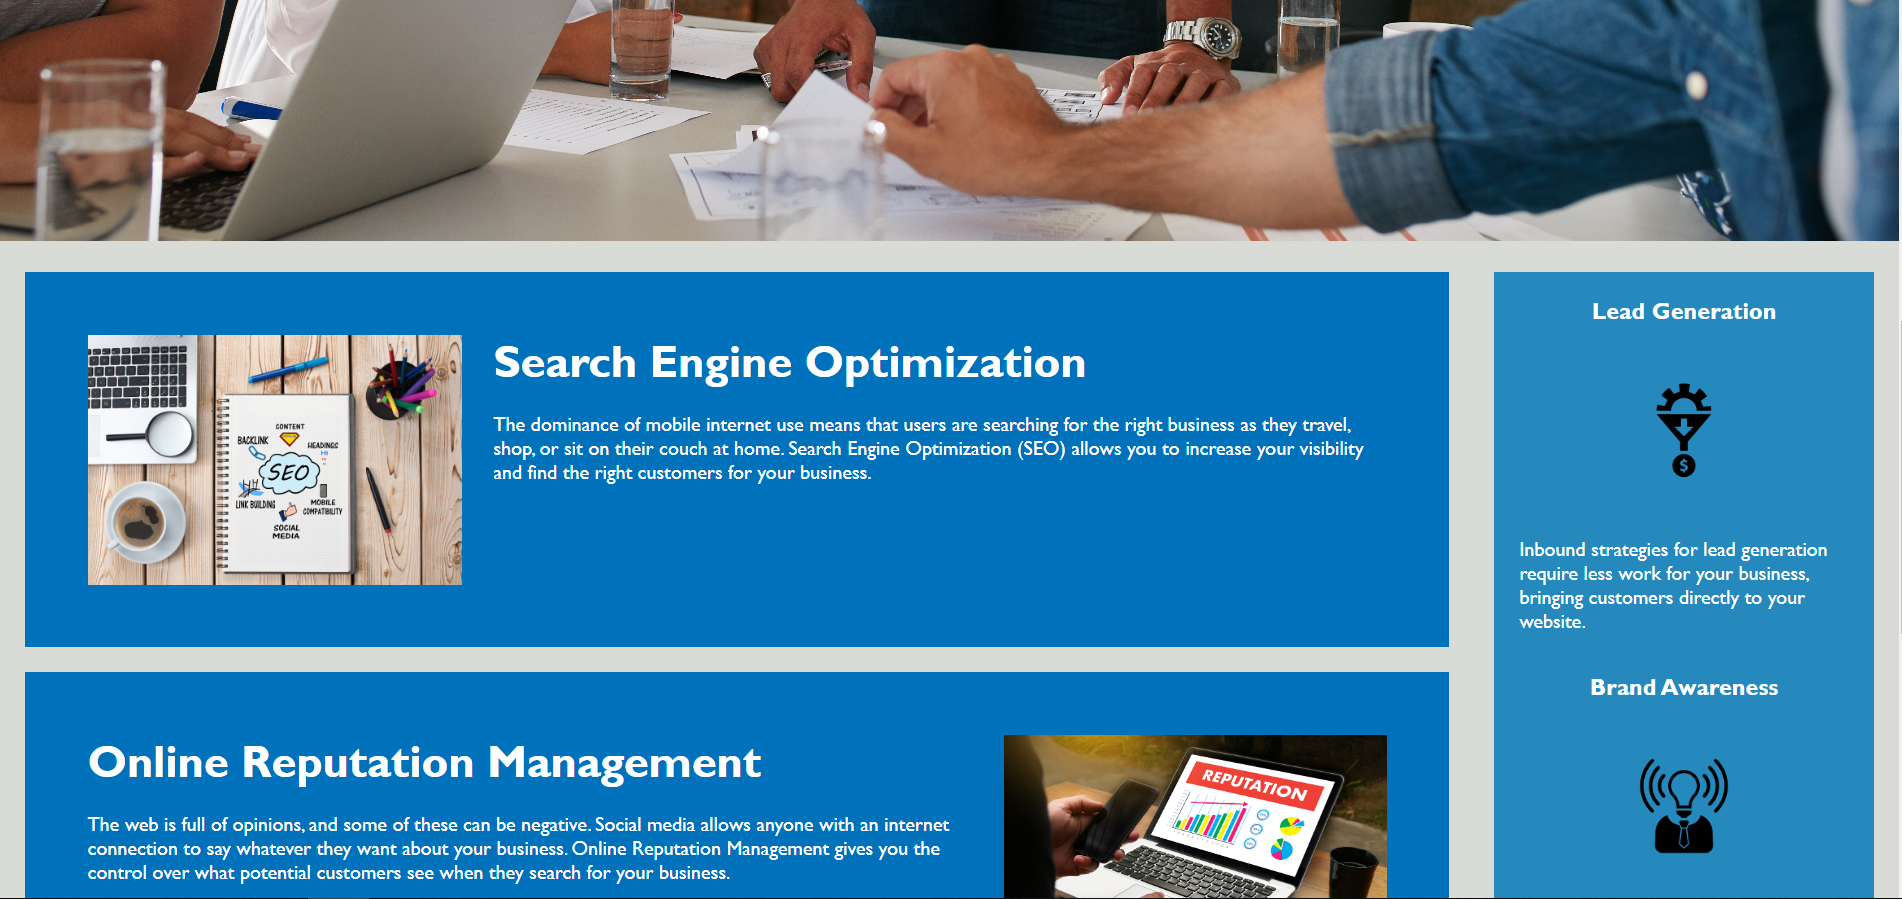 Search Engine Optimization
The dominance of mobile internet use means that users are searching for the right business as they travel,
shop, or sit on their couch at home. Search Engine Optimization (SEO) allows you to increase your visibility
and find the right customers for your business.
CONTENT
BACKLINK
HEADINGS
SEO
LINK BUILDING
MOBILE
COMPATIBILITY
SOCIAL
MEDIA
Online Reputation Management
The web is full of opinions, and some of these can be negative. Social media allows anyone with an internet
connection to say whatever they want about your business. Online Reputation Management gives you the
control over what potential customers see when they search for your business.
REPUTATION
Lead Generation
$
Inbound strategies for lead generation
require less work for your business,
bringing customers directly to your
website.
Brand Awareness